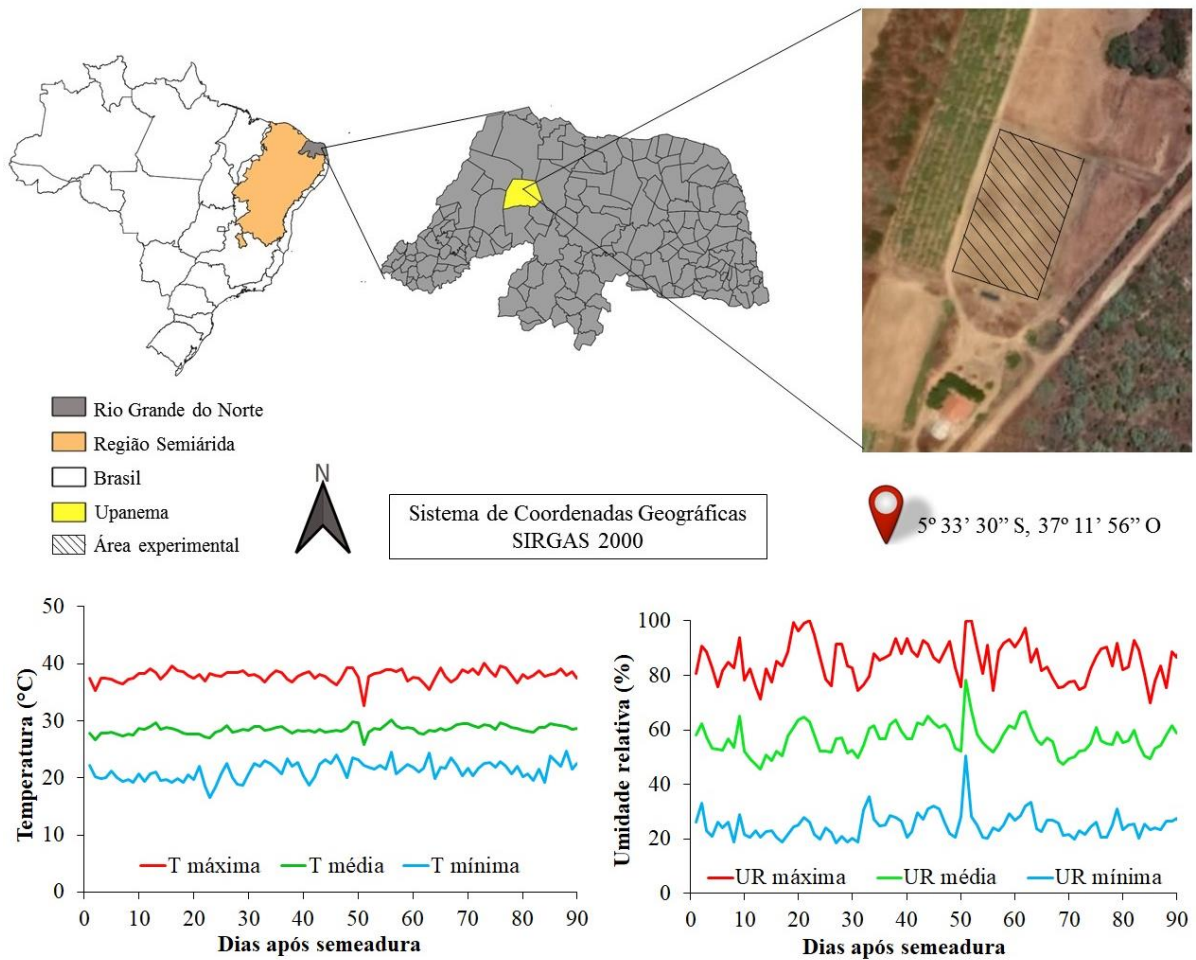 Rio Grande do Norte
Região Semiárida
Brasil
Upanema
Área experimental
N
Sistema de Coordenadas Geográficas
SIRGAS 2000
5º 33’ 30” S, 37º 11’ 56” O
Temperatura (°C)
50
40
30
20
10
0
T máxima T média T mínima
0 10 20 30 40 50 60 70 80 90
Dias após semeadura
Umidade relativa (%)
100
80
60
40
20
0
UR máxima UR média UR mínima
0 10 20 30 40 50 60 70 80 90
Dias após semeadura